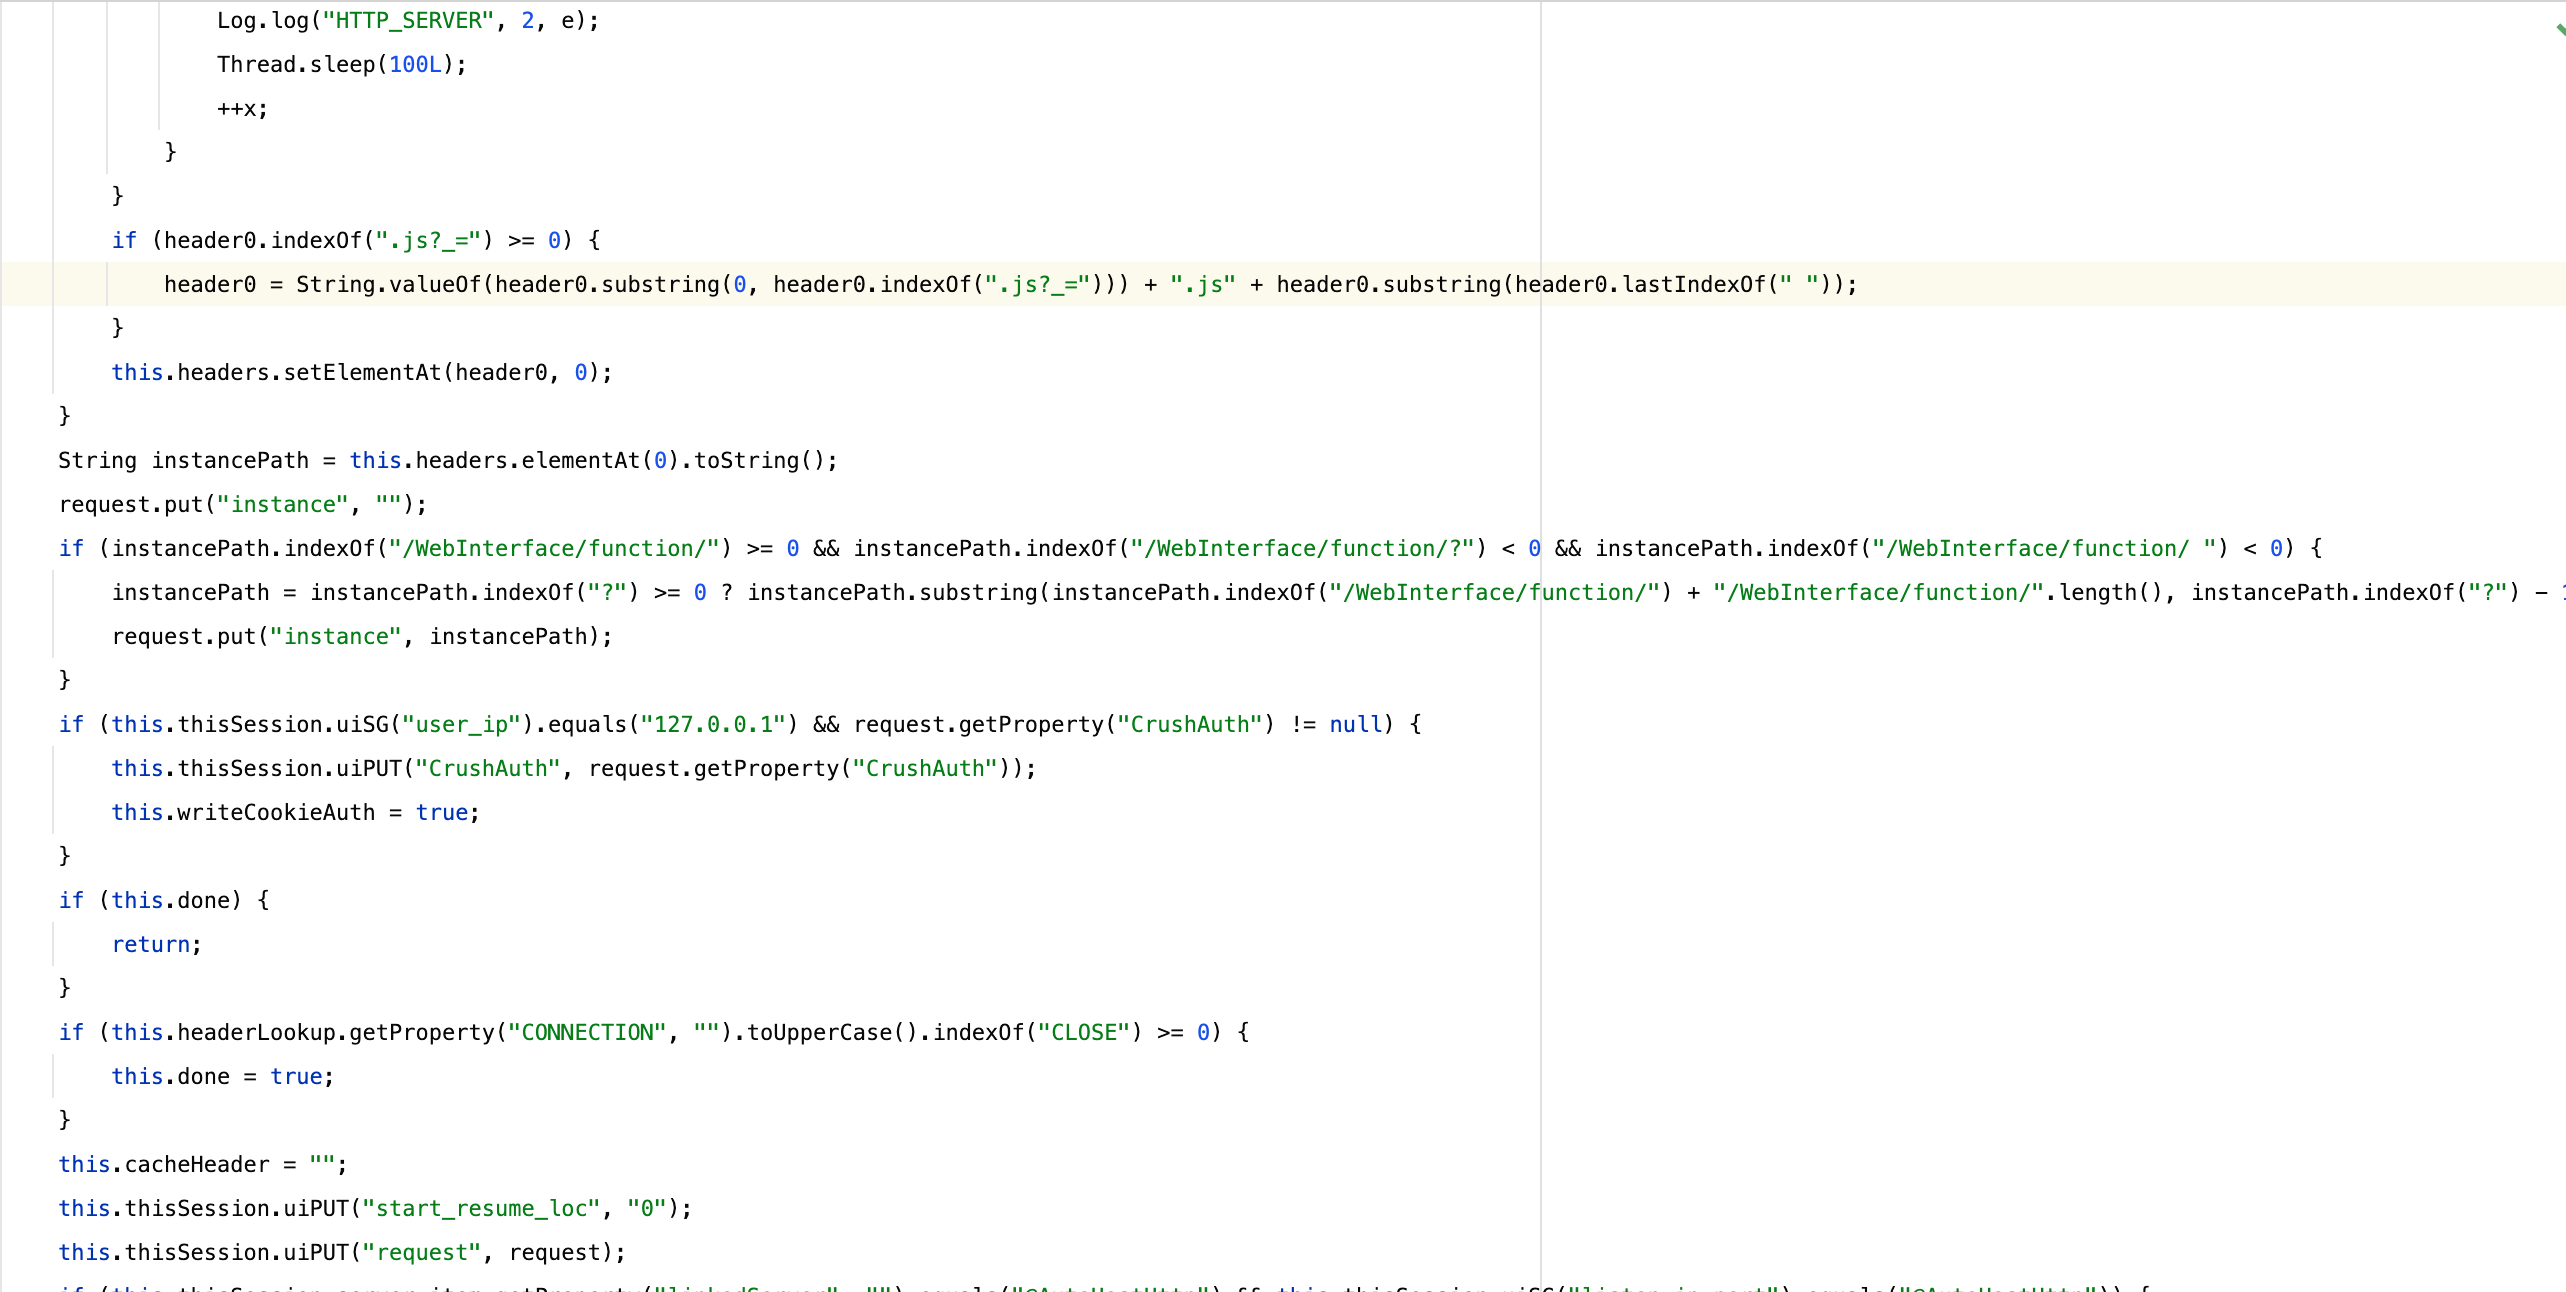 Log.log("HTTP_SERVER", 2, e);
Thread.sleep(100L);
++x;
}
}
if (header0.indexOf(".js?_=") >= 0) {
header0 = String.valueOf(header0.substring(0, header0.indexOf(".js?_="))) + ".js" + header0.substring(header0.lastIndexOf(" "));
}
this.headers.setElementAt(header0, 0);
}
String instancePath = this.headers.elementAt(0).toString();
request.put("instance", "");
if (instancePath.indexOf("/WebInterface/function/") >= 0 && instancePath.indexOf("/WebInterface/function/?") < 0 && instancePath.indexOf("/WebInterface/function/ ") < 0) {
instancePath = instancePath.indexOf("?") >= 0 ? instancePath.substring(instancePath.indexOf("/WebInterface/function/") + "/WebInterface/function/".length(), instancePath.indexOf("?") - 
request.put("instance", instancePath);
}
if (this.thisSession.uiSG("user_ip").equals("127.0.0.1") && request.getProperty("CrushAuth") != null) {
this.thisSession.uiPUT("CrushAuth", request.getProperty("CrushAuth"));
this.writeCookieAuth = true;
}
if (this.done) {
return;
}
if (this.headerLookup.getProperty("CONNECTION", "").toUpperCase().indexOf("CLOSE") >= 0) {
this.done = true;
}
this.cacheHeader = "";
this.thisSession.uiPUT("start_resume_loc", "0");
this.thisSession.uiPUT("request", request);